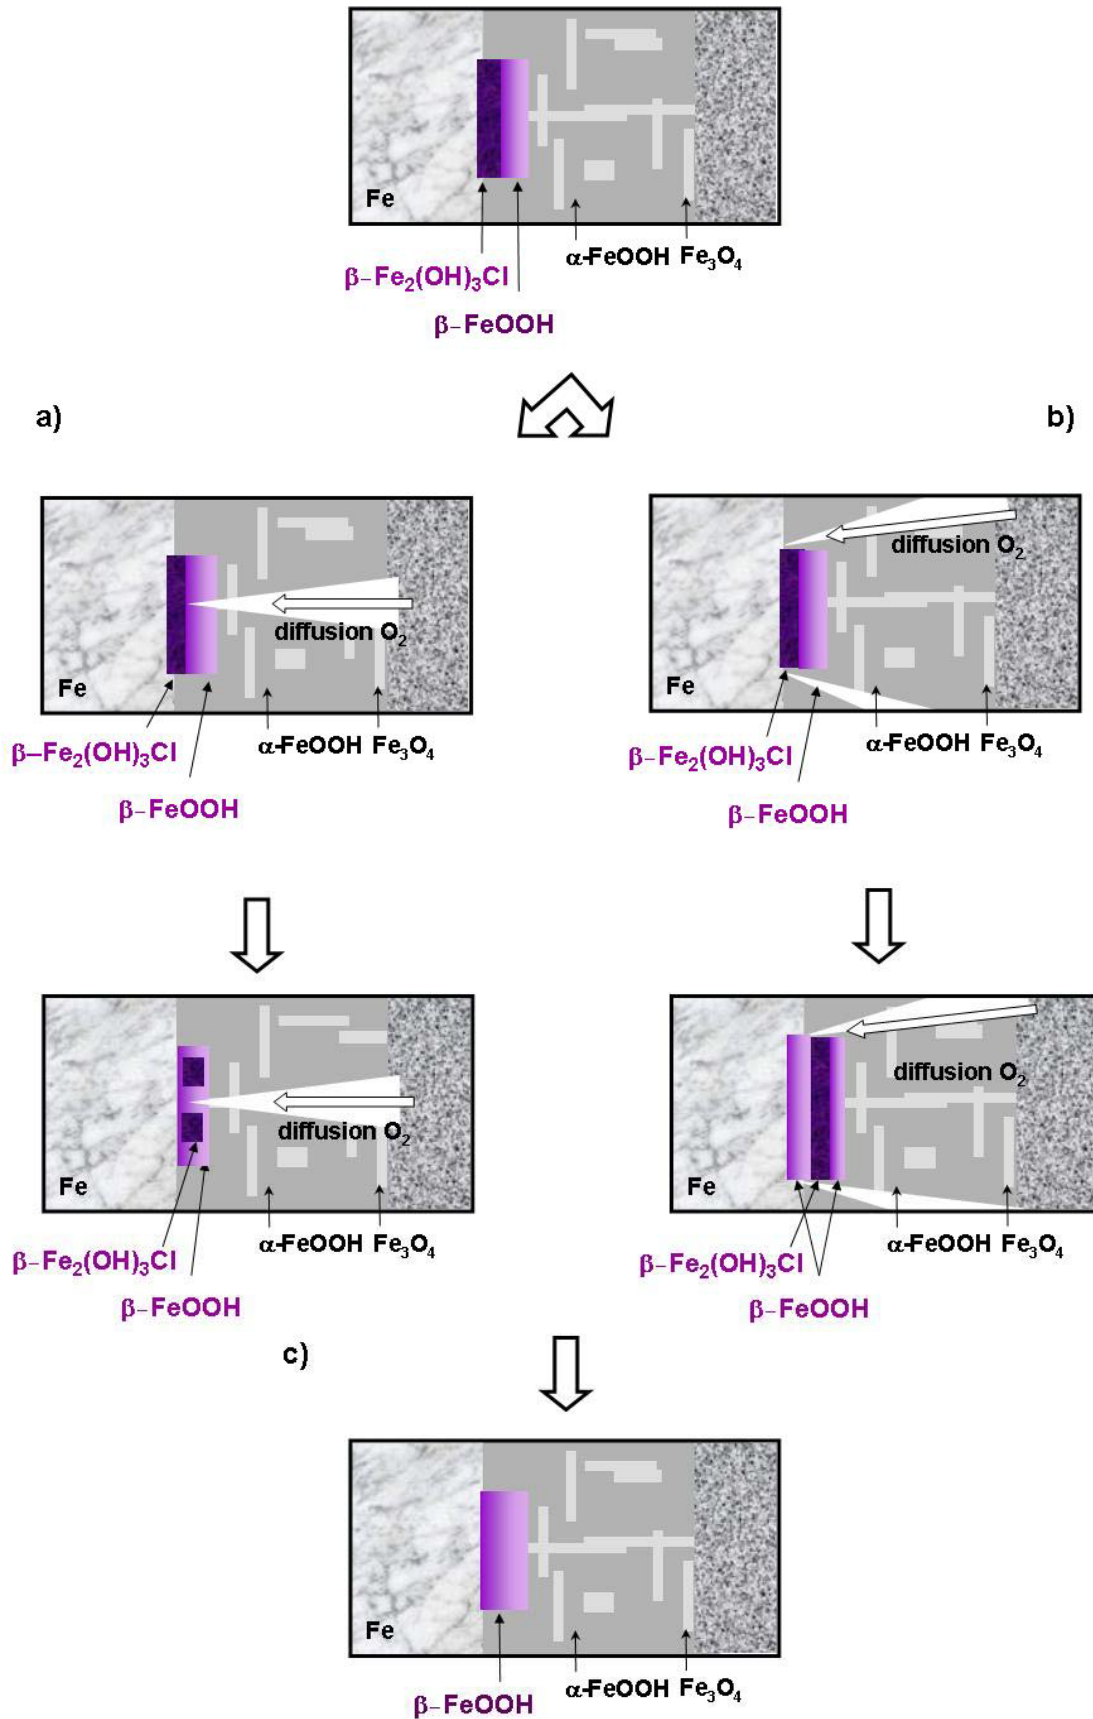 Fe
α-FeOOH Fe₃O₄
β–Fe₂(OH)₃Cl
β–FeOOH
a)
b)
diffusion O₂
Fe
β–Fe₂(OH)₃Cl
α-FeOOH Fe₃O₄
β–FeOOH
diffusion O₂
Fe
α-FeOOH Fe₃O₄
β–Fe₂(OH)₃Cl
β–FeOOH
diffusion O₂
Fe
α-FeOOH Fe₃O₄
β–Fe₂(OH)₃Cl
β–FeOOH
diffusion O₂
Fe
α-FeOOH Fe₃O₄
β–Fe₂(OH)₃Cl
β–FeOOH
c)
Fe
α-FeOOH Fe₃O₄
β–FeOOH